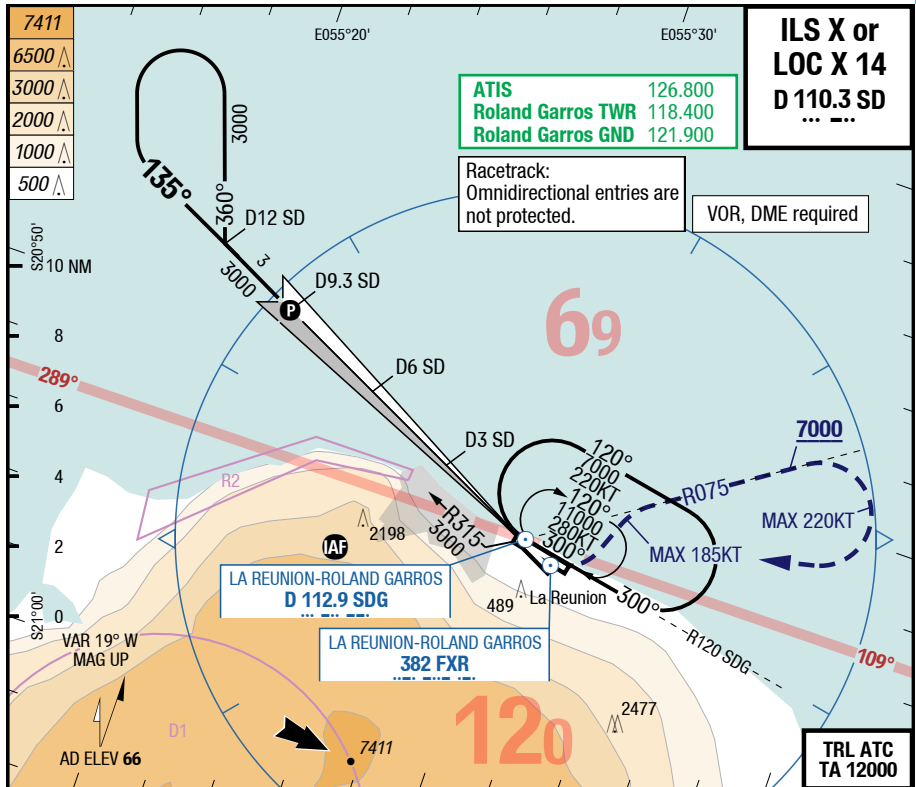 7411
6500
3000
2000
1000
500
E055°20'
E055°30'
ILS X or
LOC X 14
D 110.3 SD
ATIS 126.800
Roland Garros TWR 118.400
Roland Garros GND 121.900
Racetrack:
Omnidirectional entries are
not protected.
VOR, DME required
3000
360°
135°
D12 SD
3
3000
D9.3 SD
P
S20°50'
10 NM
8
6
4
2
0
S21°00'
69
289°
D6 SD
D3 SD
R2
2198
IAF
R315
3000
120°
7000
220KT
120°
11000
280KT
300°
300°
7000
R075
MAX 220KT
MAX 185KT
LA REUNION-ROLAND GARROS
D 112.9 SDG
489
La Reunion
LA REUNION-ROLAND GARROS
382 FXR
R120 SDG
109°
VAR 19° W
MAG UP
D1
AD ELEV 66
7411
120
2477
TRL ATC
TA 12000